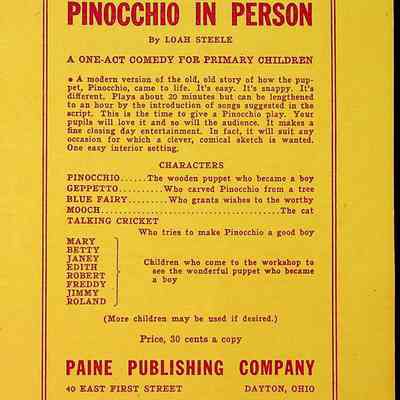 PINOCCHIO IN PERSON
By LOAH STEELE
A ONE-ACT COMEDY FOR PRIMARY CHILDREN
● A modern version of the old, old story of how the pup-
pet, Pinocchio, came to life. It's easy. It's snappy. It's
different. Plays about 20 minutes but can be lengthened
to an hour by the introduction of songs suggested in the
script. This is the time to give a Pinocchio play. Your
pupils will love it and so will the audience. It makes a
fine closing day entertainment. In fact, it will suit any
occasion for which a clever, comical sketch is wanted.
One easy interior setting.
CHARACTERS
PINOCCHIO......The wooden puppet who became a boy
GEPPETTO.........Who carved Pinocchio from a tree
BLUE FAIRY.........Who grants wishes to the worthy
MOOCH........................................The cat
TALKING CRICKET
Who tries to make Pinocchio a good boy
MARY
BETTY
JANEY
EDITH
ROBERT
FREDDY
JIMMY
ROLAND
Children who come to the workshop to
see the wonderful puppet who became
a boy
(More children may be used if desired.)
Price, 30 cents a copy
PAINE PUBLISHING COMPANY
40 EAST FIRST STREET DAYTON, OHIO